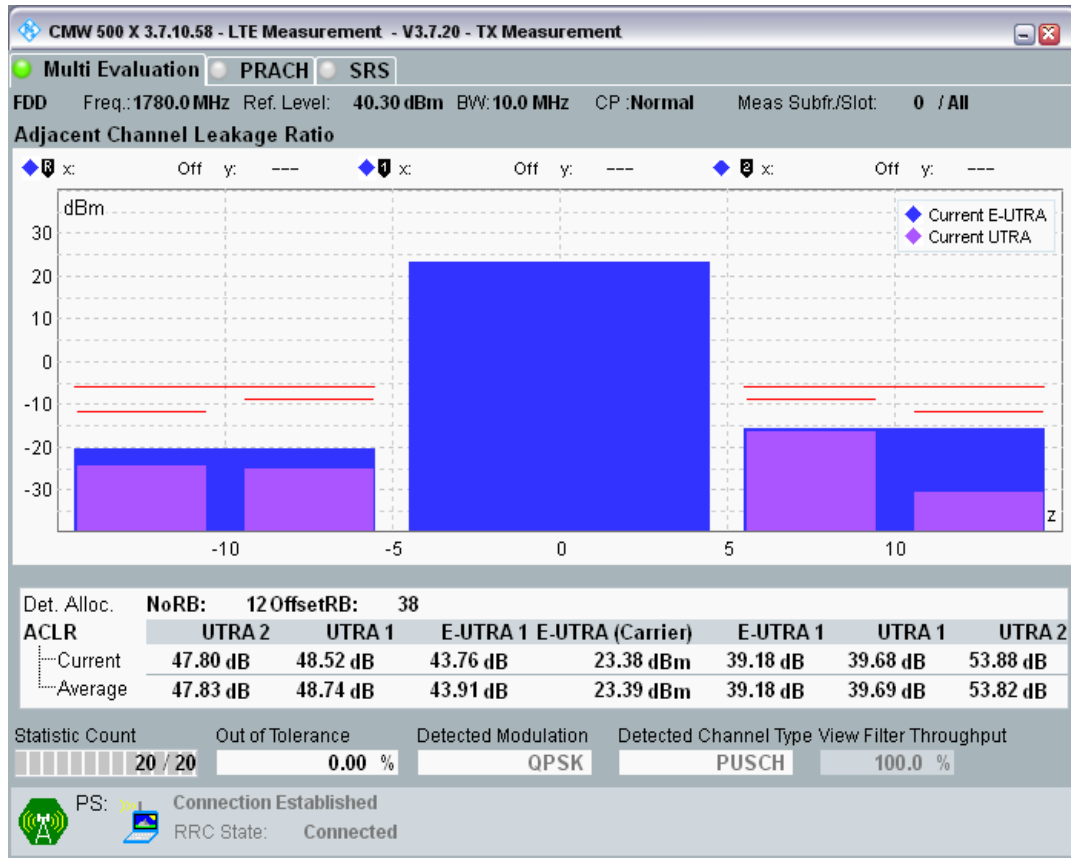 CMW 500 X 3.7.10.58 - LTE Measurement - V3.7.20 - TX Measurement
Multi Evaluation PRACH SRS
FDD Freq.:1780.0 MHz Ref. Level: 40.30 dBm BW:10.0 MHz CP :Normal Meas Subfr./Slot: 0 / All
Adjacent Channel Leakage Ratio
R x: Off y: --- 1 x: Off y: --- 2 x: Off y: ---
dBm
Current E-UTRA
Current UTRA
30
20
10
0
-10
-20
-30
z
-10 -5 0 5 10
Det. Alloc. NoRB: 12 OffsetRB: 38
ACLR UTRA 2 UTRA 1 E-UTRA 1 E-UTRA (Carrier) E-UTRA 1 UTRA 1 UTRA 2
Current 47.80 dB 48.52 dB 43.76 dB 23.38 dBm 39.18 dB 39.68 dB 53.88 dB
Average 47.83 dB 48.74 dB 43.91 dB 23.39 dBm 39.18 dB 39.69 dB 53.82 dB
Statistic Count Out of Tolerance Detected Modulation Detected Channel Type View Filter Throughput
20 / 20 0.00 % QPSK PUSCH 100.0 %
PS: Connection Established
RRC State: Connected